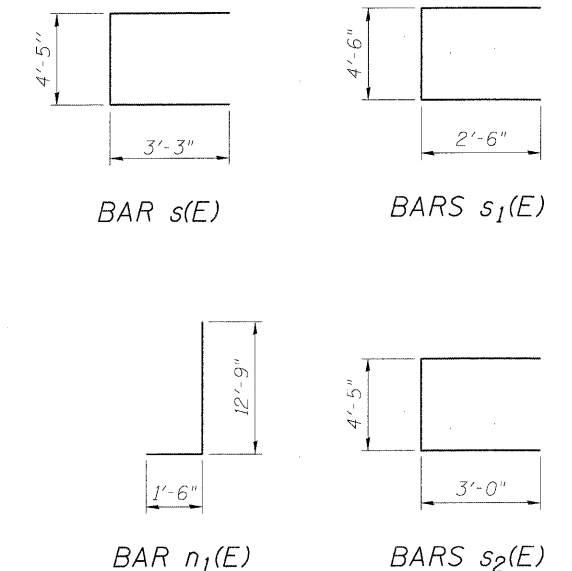 4'-5"
3'-3"
BAR s(E)
4'-6"
2'-6"
BARS s1(E)
12'-9"
1'-6"
BAR n1(E)
4'-5"
3'-0"
BARS s2(E)